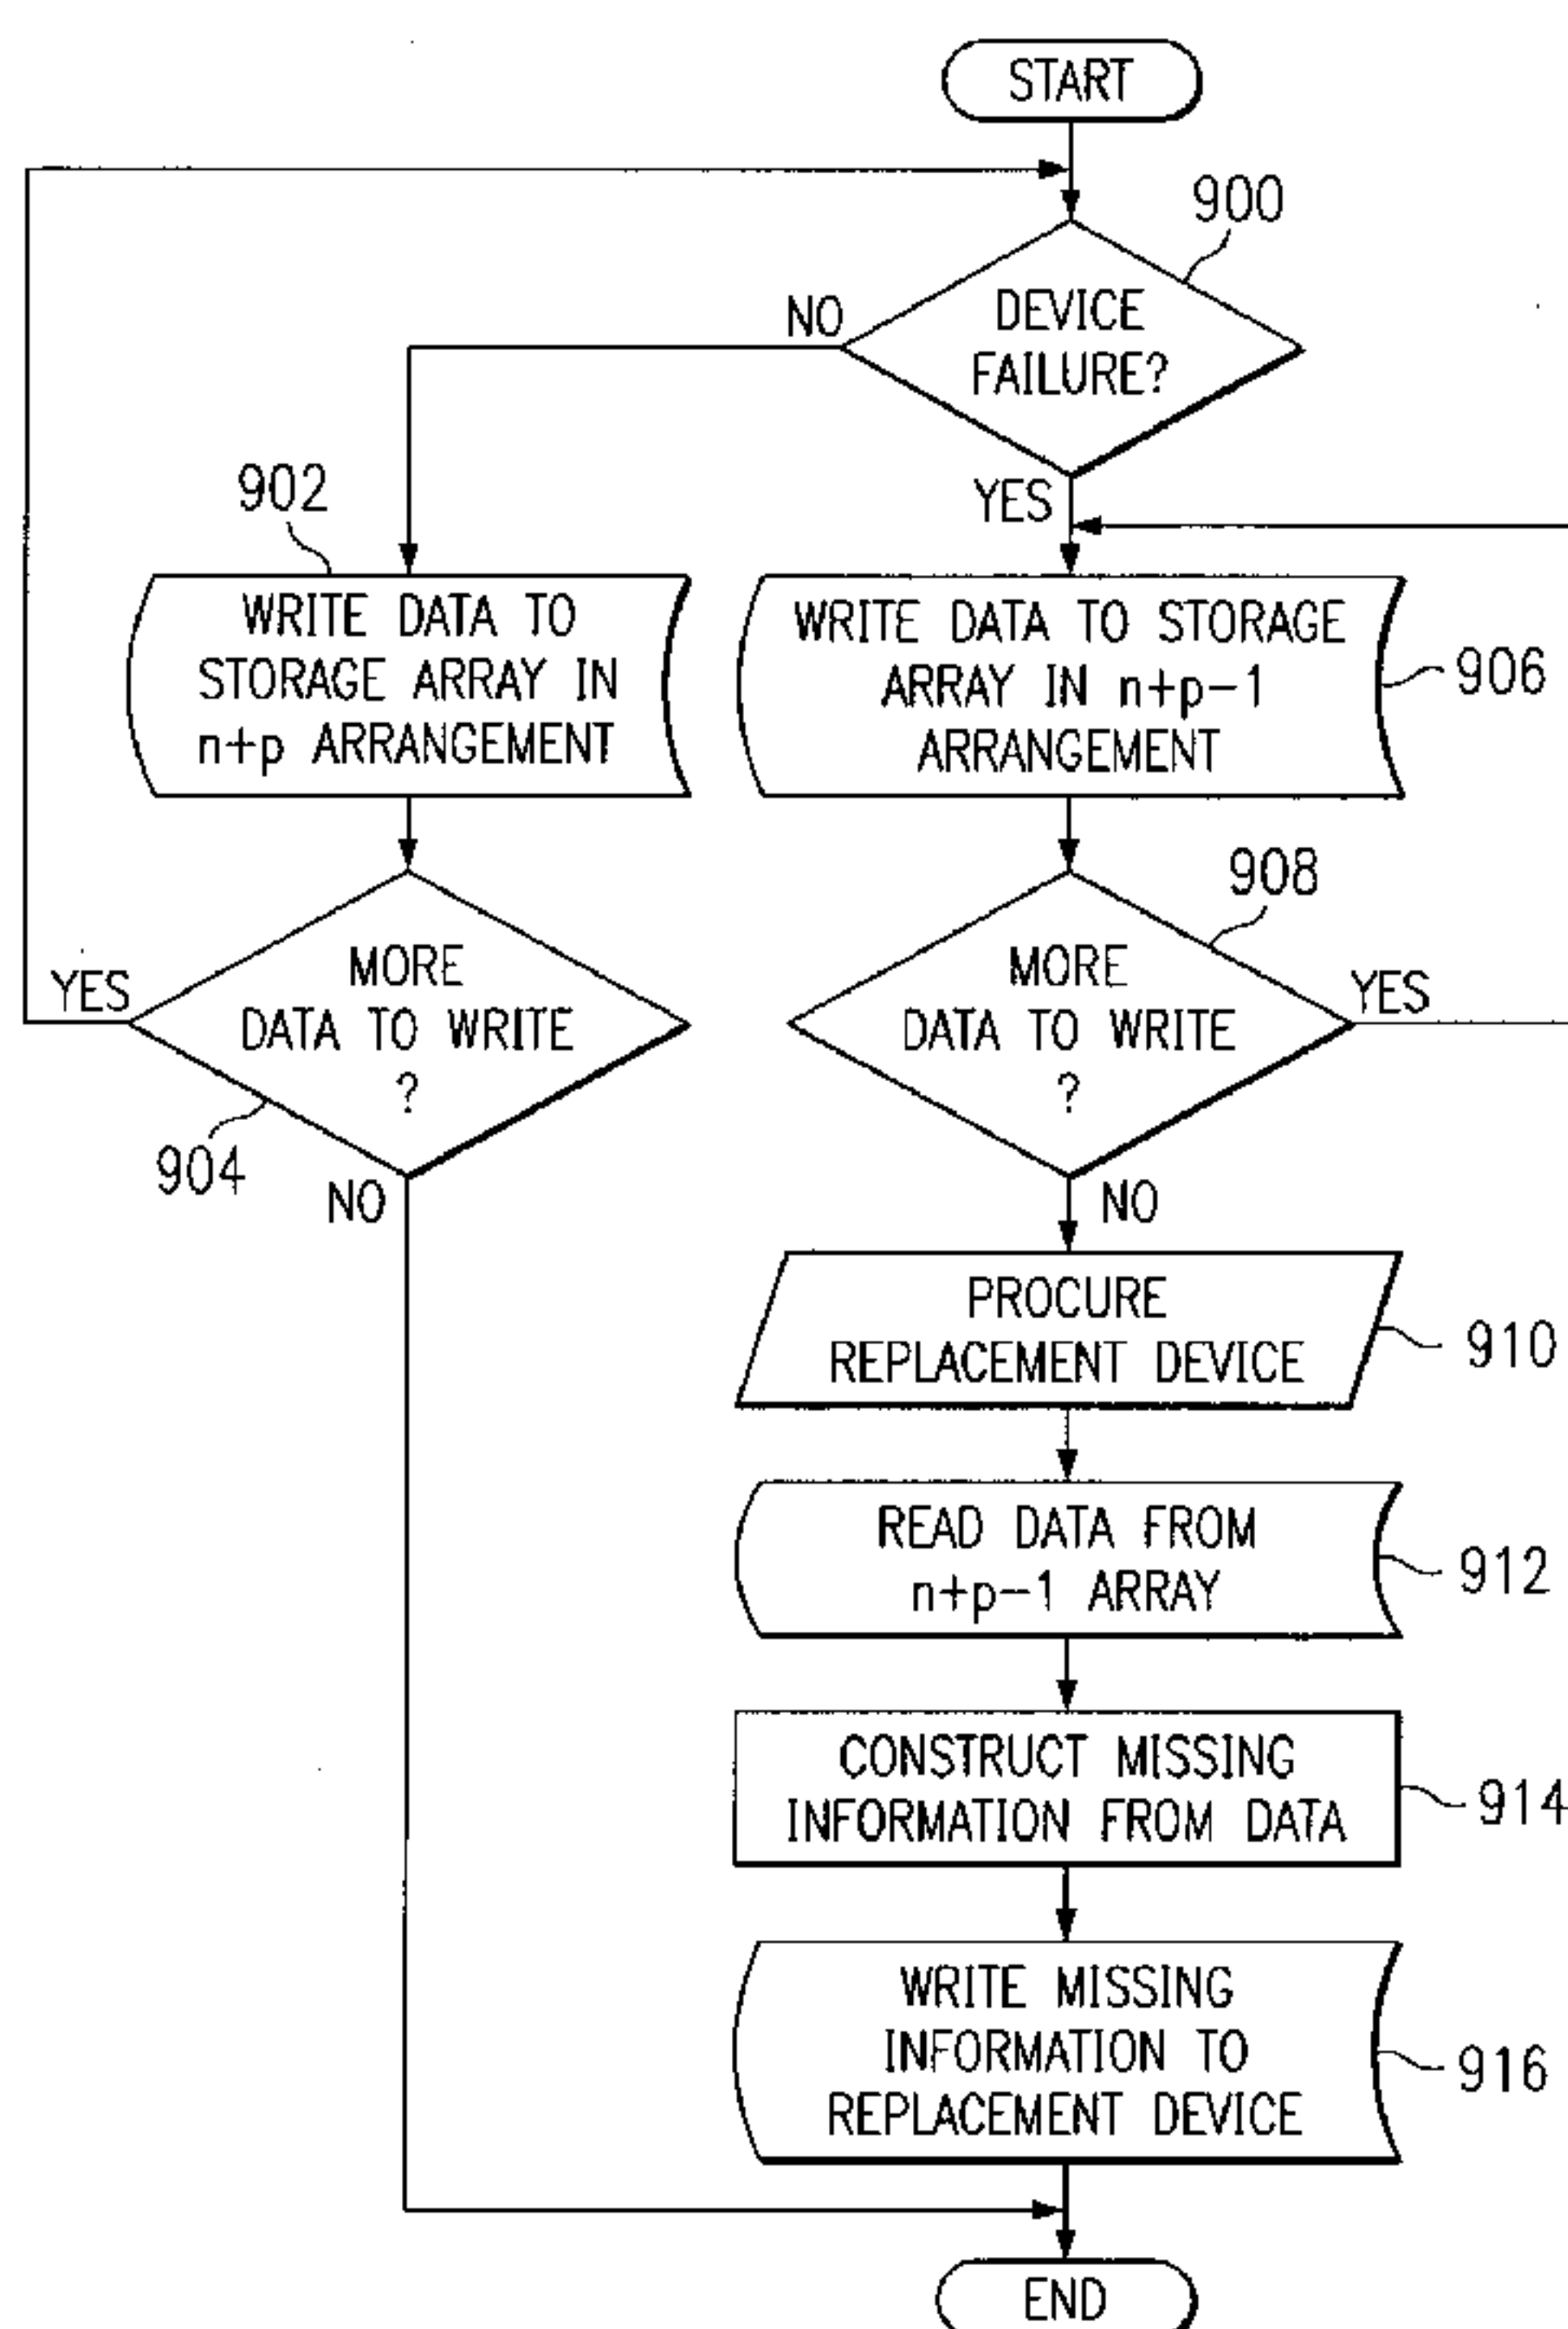 START
900
DEVICE
FAILURE?
NO
YES
902
WRITE DATA TO
STORAGE ARRAY IN
n+p ARRANGEMENT
WRITE DATA TO STORAGE
ARRAY IN n+p-1
ARRANGEMENT
906
MORE
DATA TO WRITE
?
YES
904
NO
908
MORE
DATA TO WRITE
?
YES
NO
PROCURE
REPLACEMENT DEVICE
910
READ DATA FROM
n+p-1 ARRAY
912
CONSTRUCT MISSING
INFORMATION FROM DATA
914
WRITE MISSING
INFORMATION TO
REPLACEMENT DEVICE
916
END